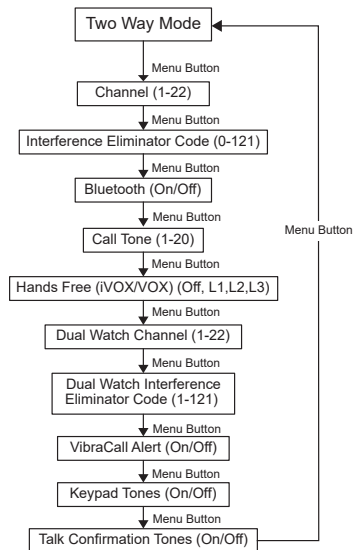 Two Way Mode
Menu Button
Channel (1-22)
Menu Button
Interference Eliminator Code (0-121)
Menu Button
Bluetooth (On/Off)
Menu Button
Call Tone (1-20)
Menu Button
Menu Button
Hands Free (iVOX/VOX) (Off, L1,L2,L3)
Menu Button
Dual Watch Channel (1-22)
Menu Button
Dual Watch Interference
Eliminator Code (1-121)
Menu Button
VibraCall Alert (On/Off)
Menu Button
Keypad Tones (On/Off)
Menu Button
Talk Confirmation Tones (On/Off)